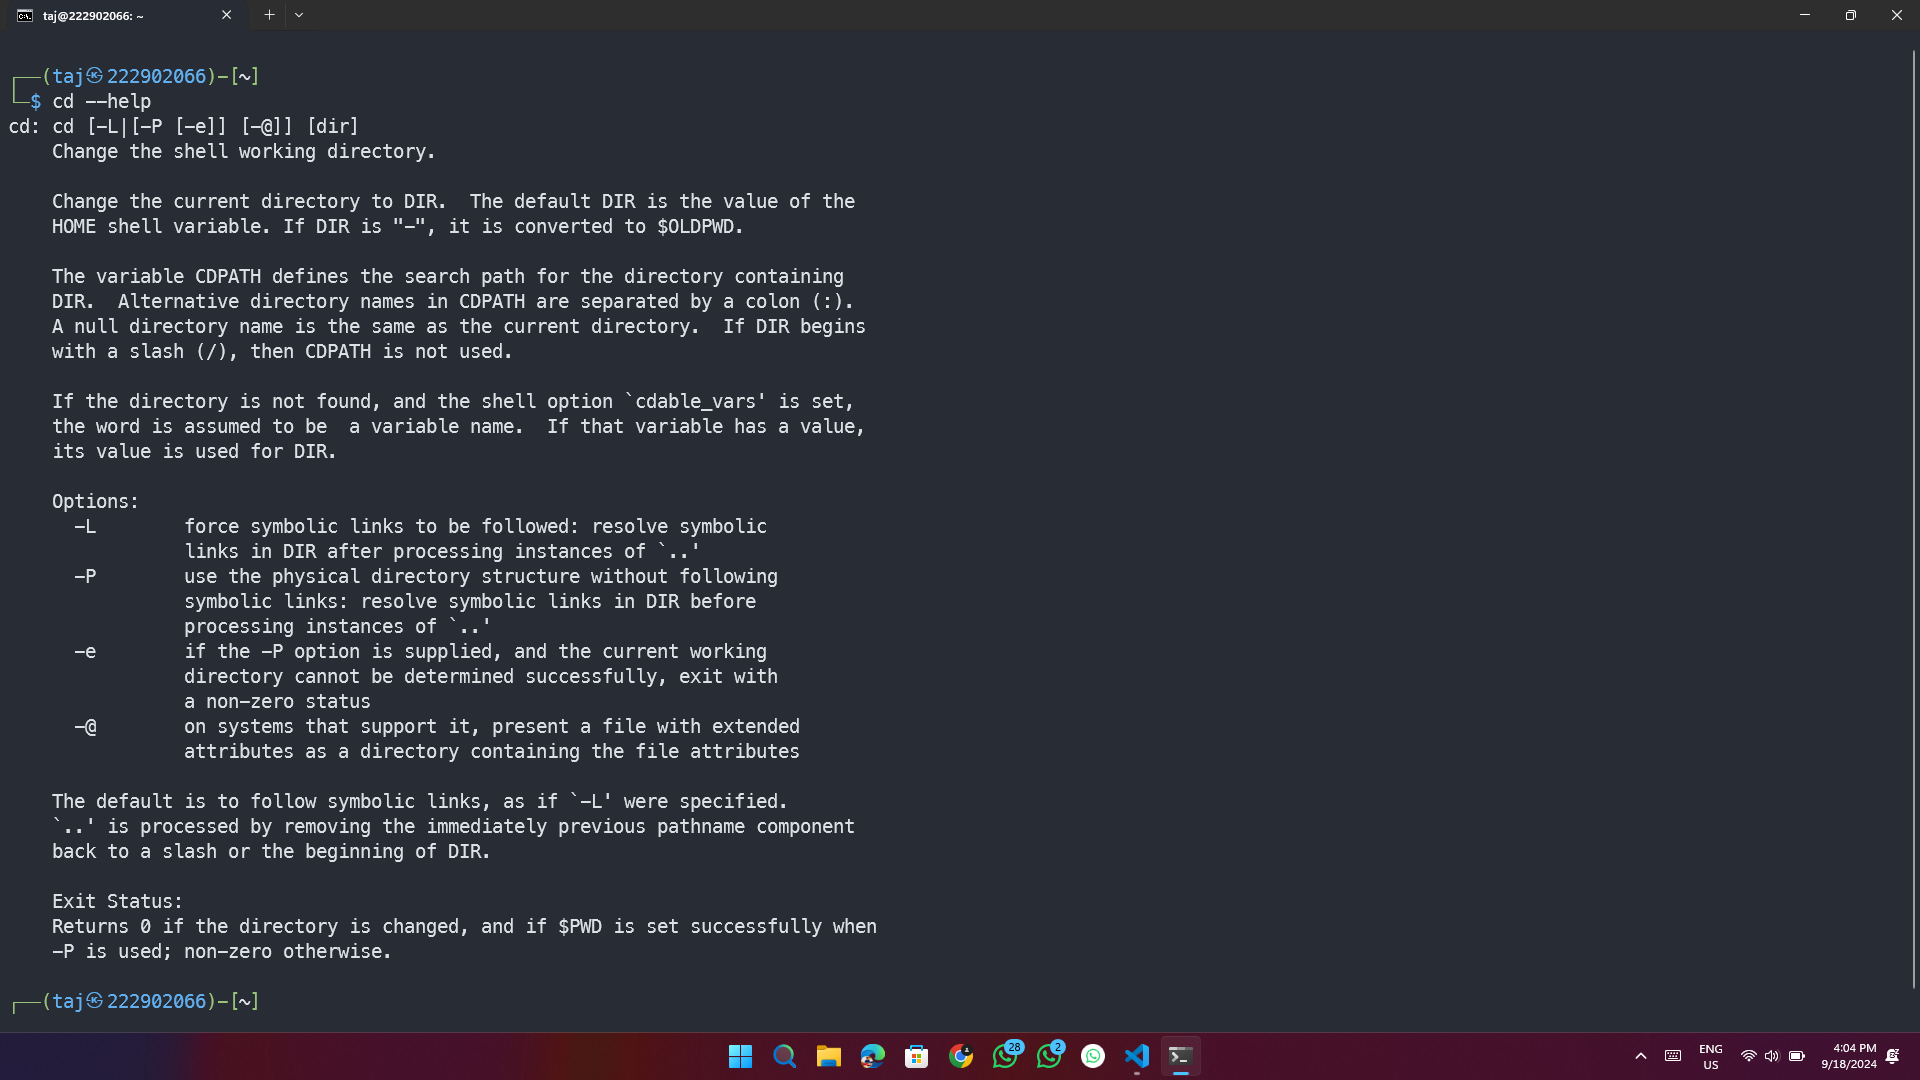 taj@222902066: ~
┌──(taj㉿222902066)-[~]
└─$ cd --help
cd: cd [-L|[-P [-e]] [-@]] [dir]
    Change the shell working directory.

    Change the current directory to DIR.  The default DIR is the value of the
    HOME shell variable. If DIR is "-", it is converted to $OLDPWD.

    The variable CDPATH defines the search path for the directory containing
    DIR.  Alternative directory names in CDPATH are separated by a colon (:).
    A null directory name is the same as the current directory.  If DIR begins
    with a slash (/), then CDPATH is not used.

    If the directory is not found, and the shell option `cdable_vars' is set,
    the word is assumed to be  a variable name.  If that variable has a value,
    its value is used for DIR.

    Options:
      -L        force symbolic links to be followed: resolve symbolic
                links in DIR after processing instances of `..'
      -P        use the physical directory structure without following
                symbolic links: resolve symbolic links in DIR before
                processing instances of `..'
      -e        if the -P option is supplied, and the current working
                directory cannot be determined successfully, exit with
                a non-zero status
      -@        on systems that support it, present a file with extended
                attributes as a directory containing the file attributes

    The default is to follow symbolic links, as if `-L' were specified.
    `..' is processed by removing the immediately previous pathname component
    back to a slash or the beginning of DIR.

    Exit Status:
    Returns 0 if the directory is changed, and if $PWD is set successfully when
    -P is used; non-zero otherwise.

┌──(taj㉿222902066)-[~]
28
2
ENG
US
4:04 PM
9/18/2024